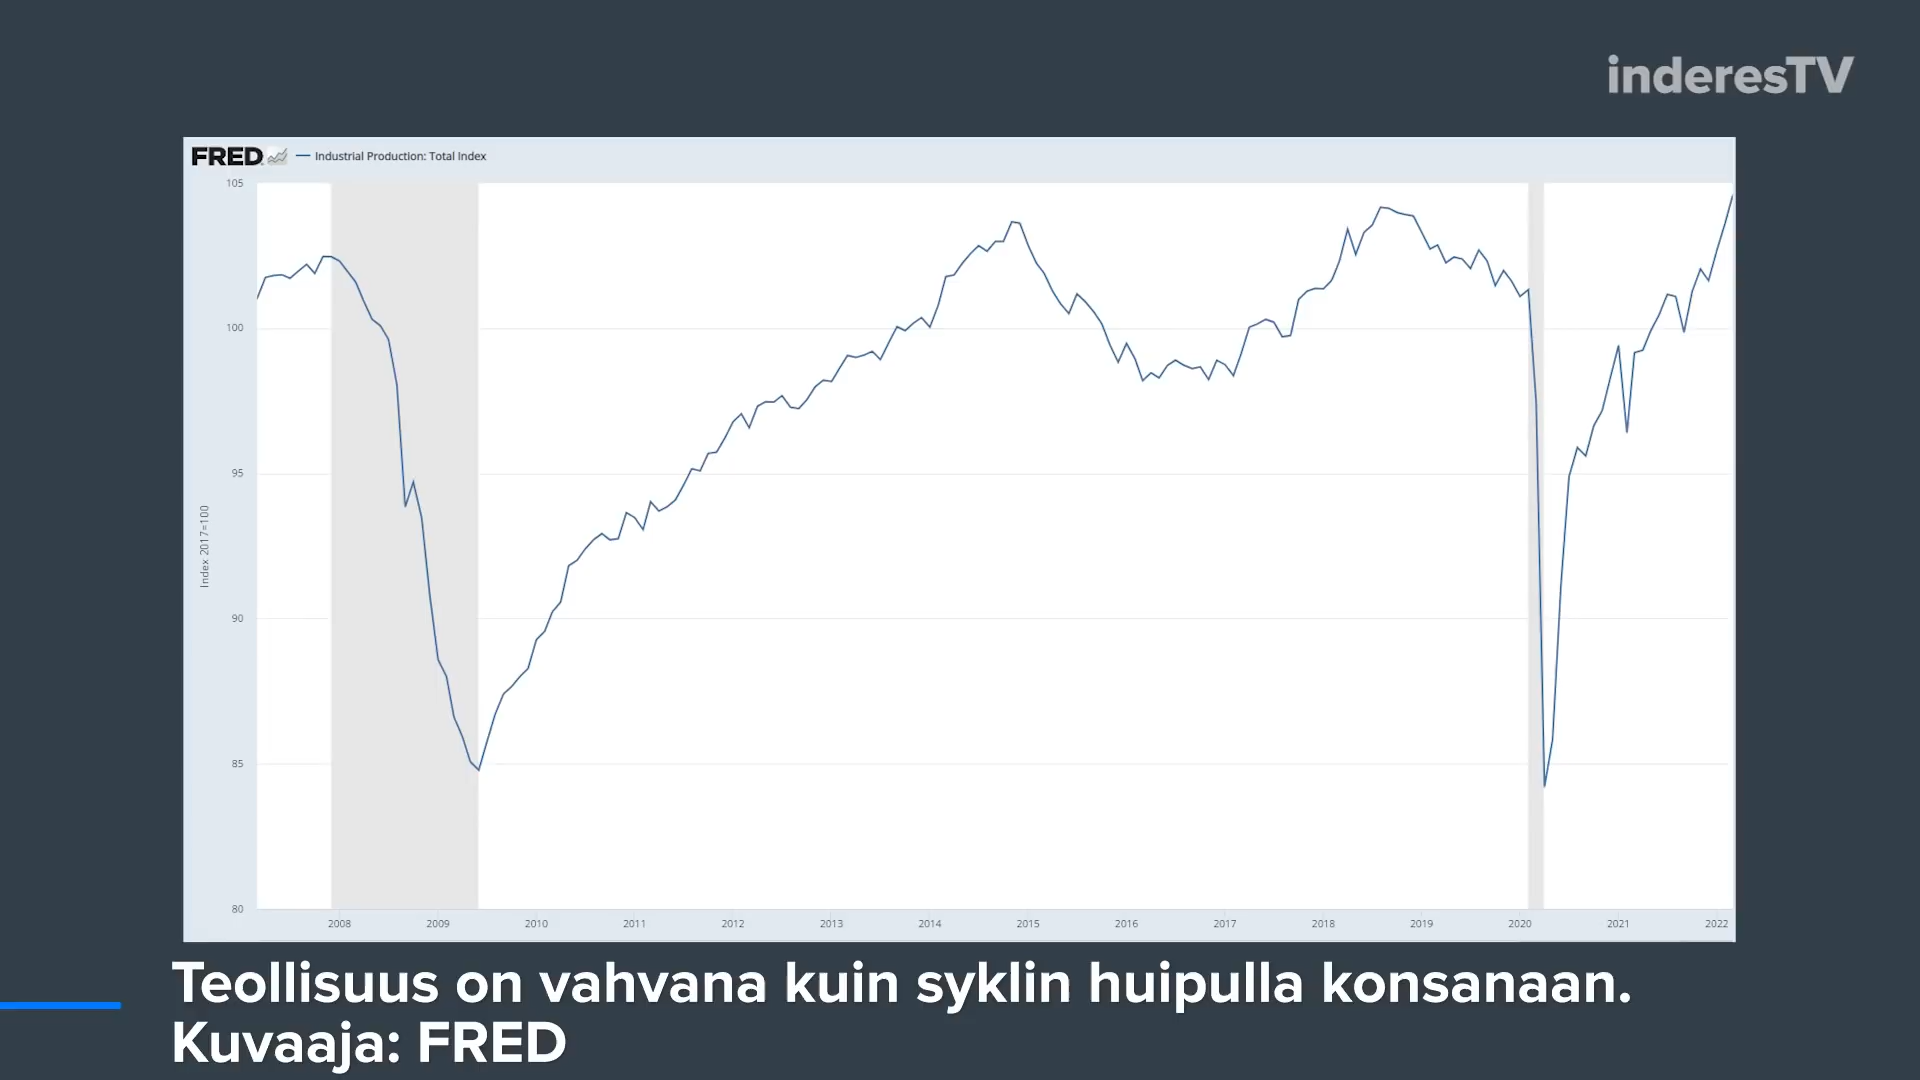 inderesTV
FRED
Industrial Production: Total Index
105
100
95
90
85
80
Index 2017=100
2008 2009 2010 2011 2012 2013 2014 2015 2016 2017 2018 2019 2020 2021 2022
Teollisuus on vahvana kuin syklin huipulla konsanaan.
Kuvaaja: FRED